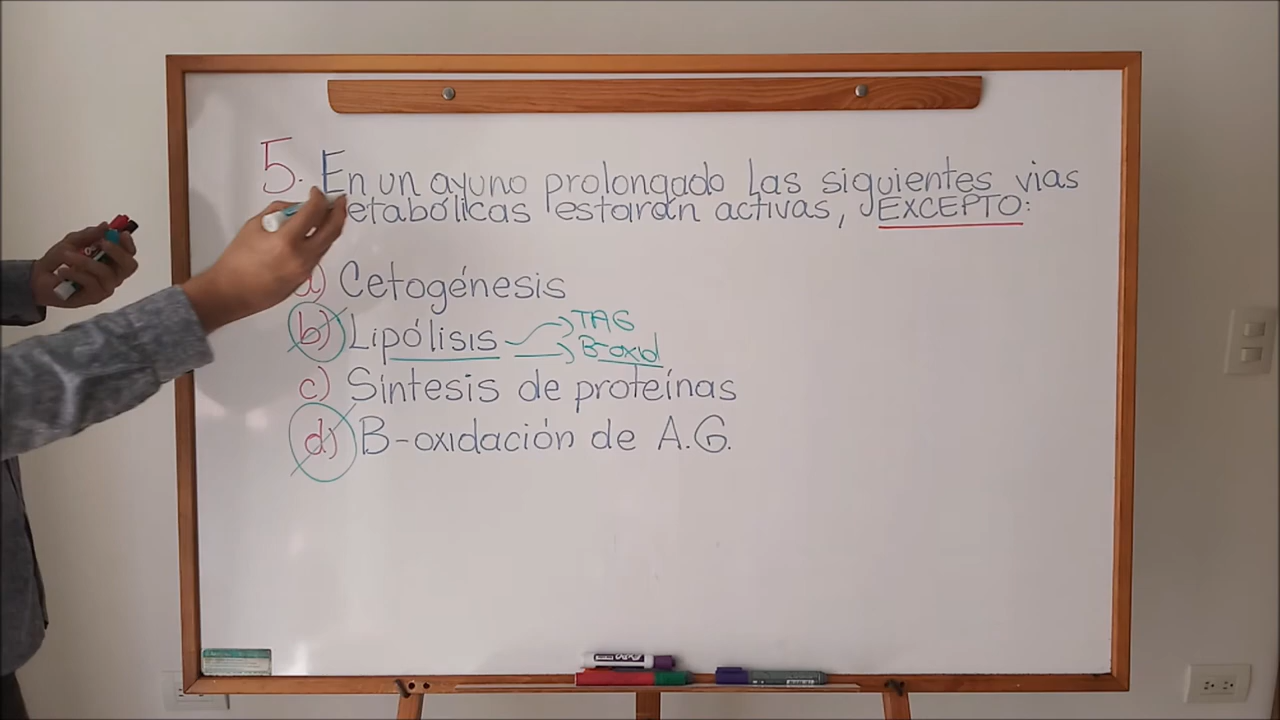 5. En un ayuno prolongado las siguientes vias
etabólicas estarán activas, EXCEPTO:
a) Cetogénesis
b) Lipólisis
TAG
B-oxid
c) Síntesis de proteínas
d) B-oxidación de A.G.